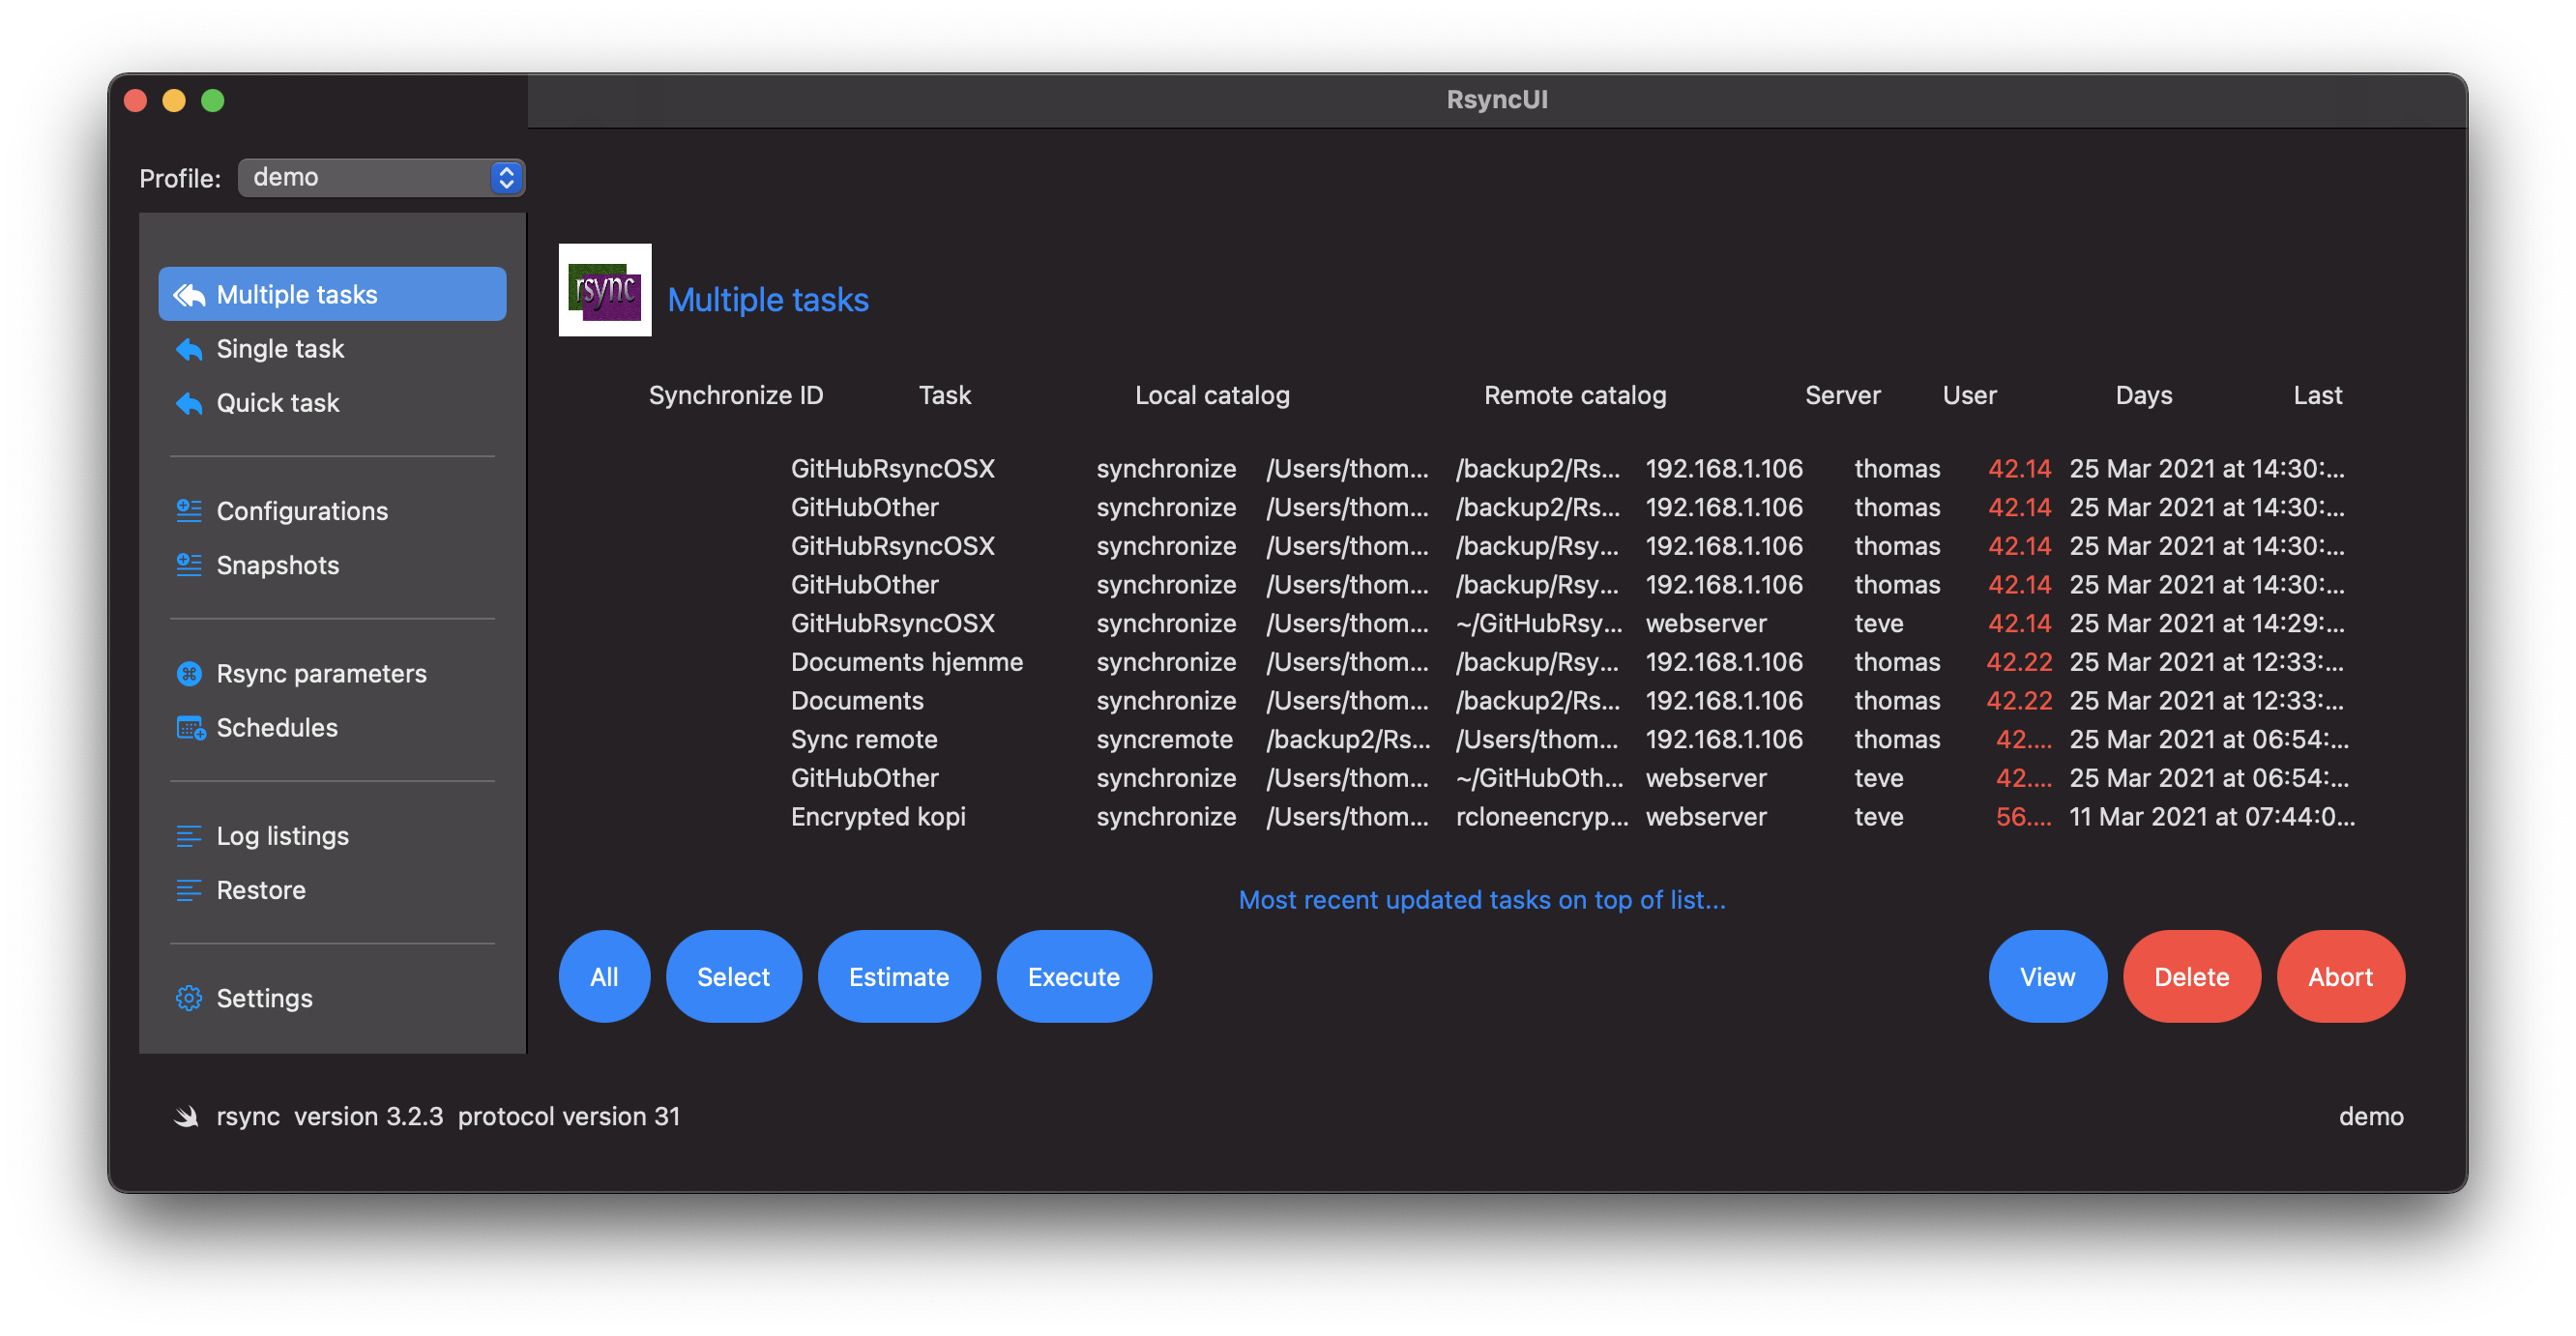 RsyncUI
Profile: demo
Multiple tasks
Single task
Quick task
Configurations
Snapshots
Rsync parameters
Schedules
Log listings
Restore
Settings
rsync
Multiple tasks
Synchronize ID Task Local catalog Remote catalog Server User Days Last
GitHubRsyncOSX synchronize /Users/thom... /backup2/Rs... 192.168.1.106 thomas 42.14 25 Mar 2021 at 14:30:...
GitHubOther synchronize /Users/thom... /backup2/Rs... 192.168.1.106 thomas 42.14 25 Mar 2021 at 14:30:...
GitHubRsyncOSX synchronize /Users/thom... /backup/Rsy... 192.168.1.106 thomas 42.14 25 Mar 2021 at 14:30:...
GitHubOther synchronize /Users/thom... /backup/Rsy... 192.168.1.106 thomas 42.14 25 Mar 2021 at 14:30:...
GitHubRsyncOSX synchronize /Users/thom... ~/GitHubRsy... webserver teve 42.14 25 Mar 2021 at 14:29:...
Documents hjemme synchronize /Users/thom... /backup/Rsy... 192.168.1.106 thomas 42.22 25 Mar 2021 at 12:33:...
Documents synchronize /Users/thom... /backup2/Rs... 192.168.1.106 thomas 42.22 25 Mar 2021 at 12:33:...
Sync remote syncremote /backup2/Rs... /Users/thom... 192.168.1.106 thomas 42.... 25 Mar 2021 at 06:54:...
GitHubOther synchronize /Users/thom... ~/GitHubOth... webserver teve 42.... 25 Mar 2021 at 06:54:...
Encrypted kopi synchronize /Users/thom... rcloneencryp... webserver teve 56.... 11 Mar 2021 at 07:44:0...
Most recent updated tasks on top of list...
All Select Estimate Execute View Delete Abort
rsync version 3.2.3 protocol version 31
demo